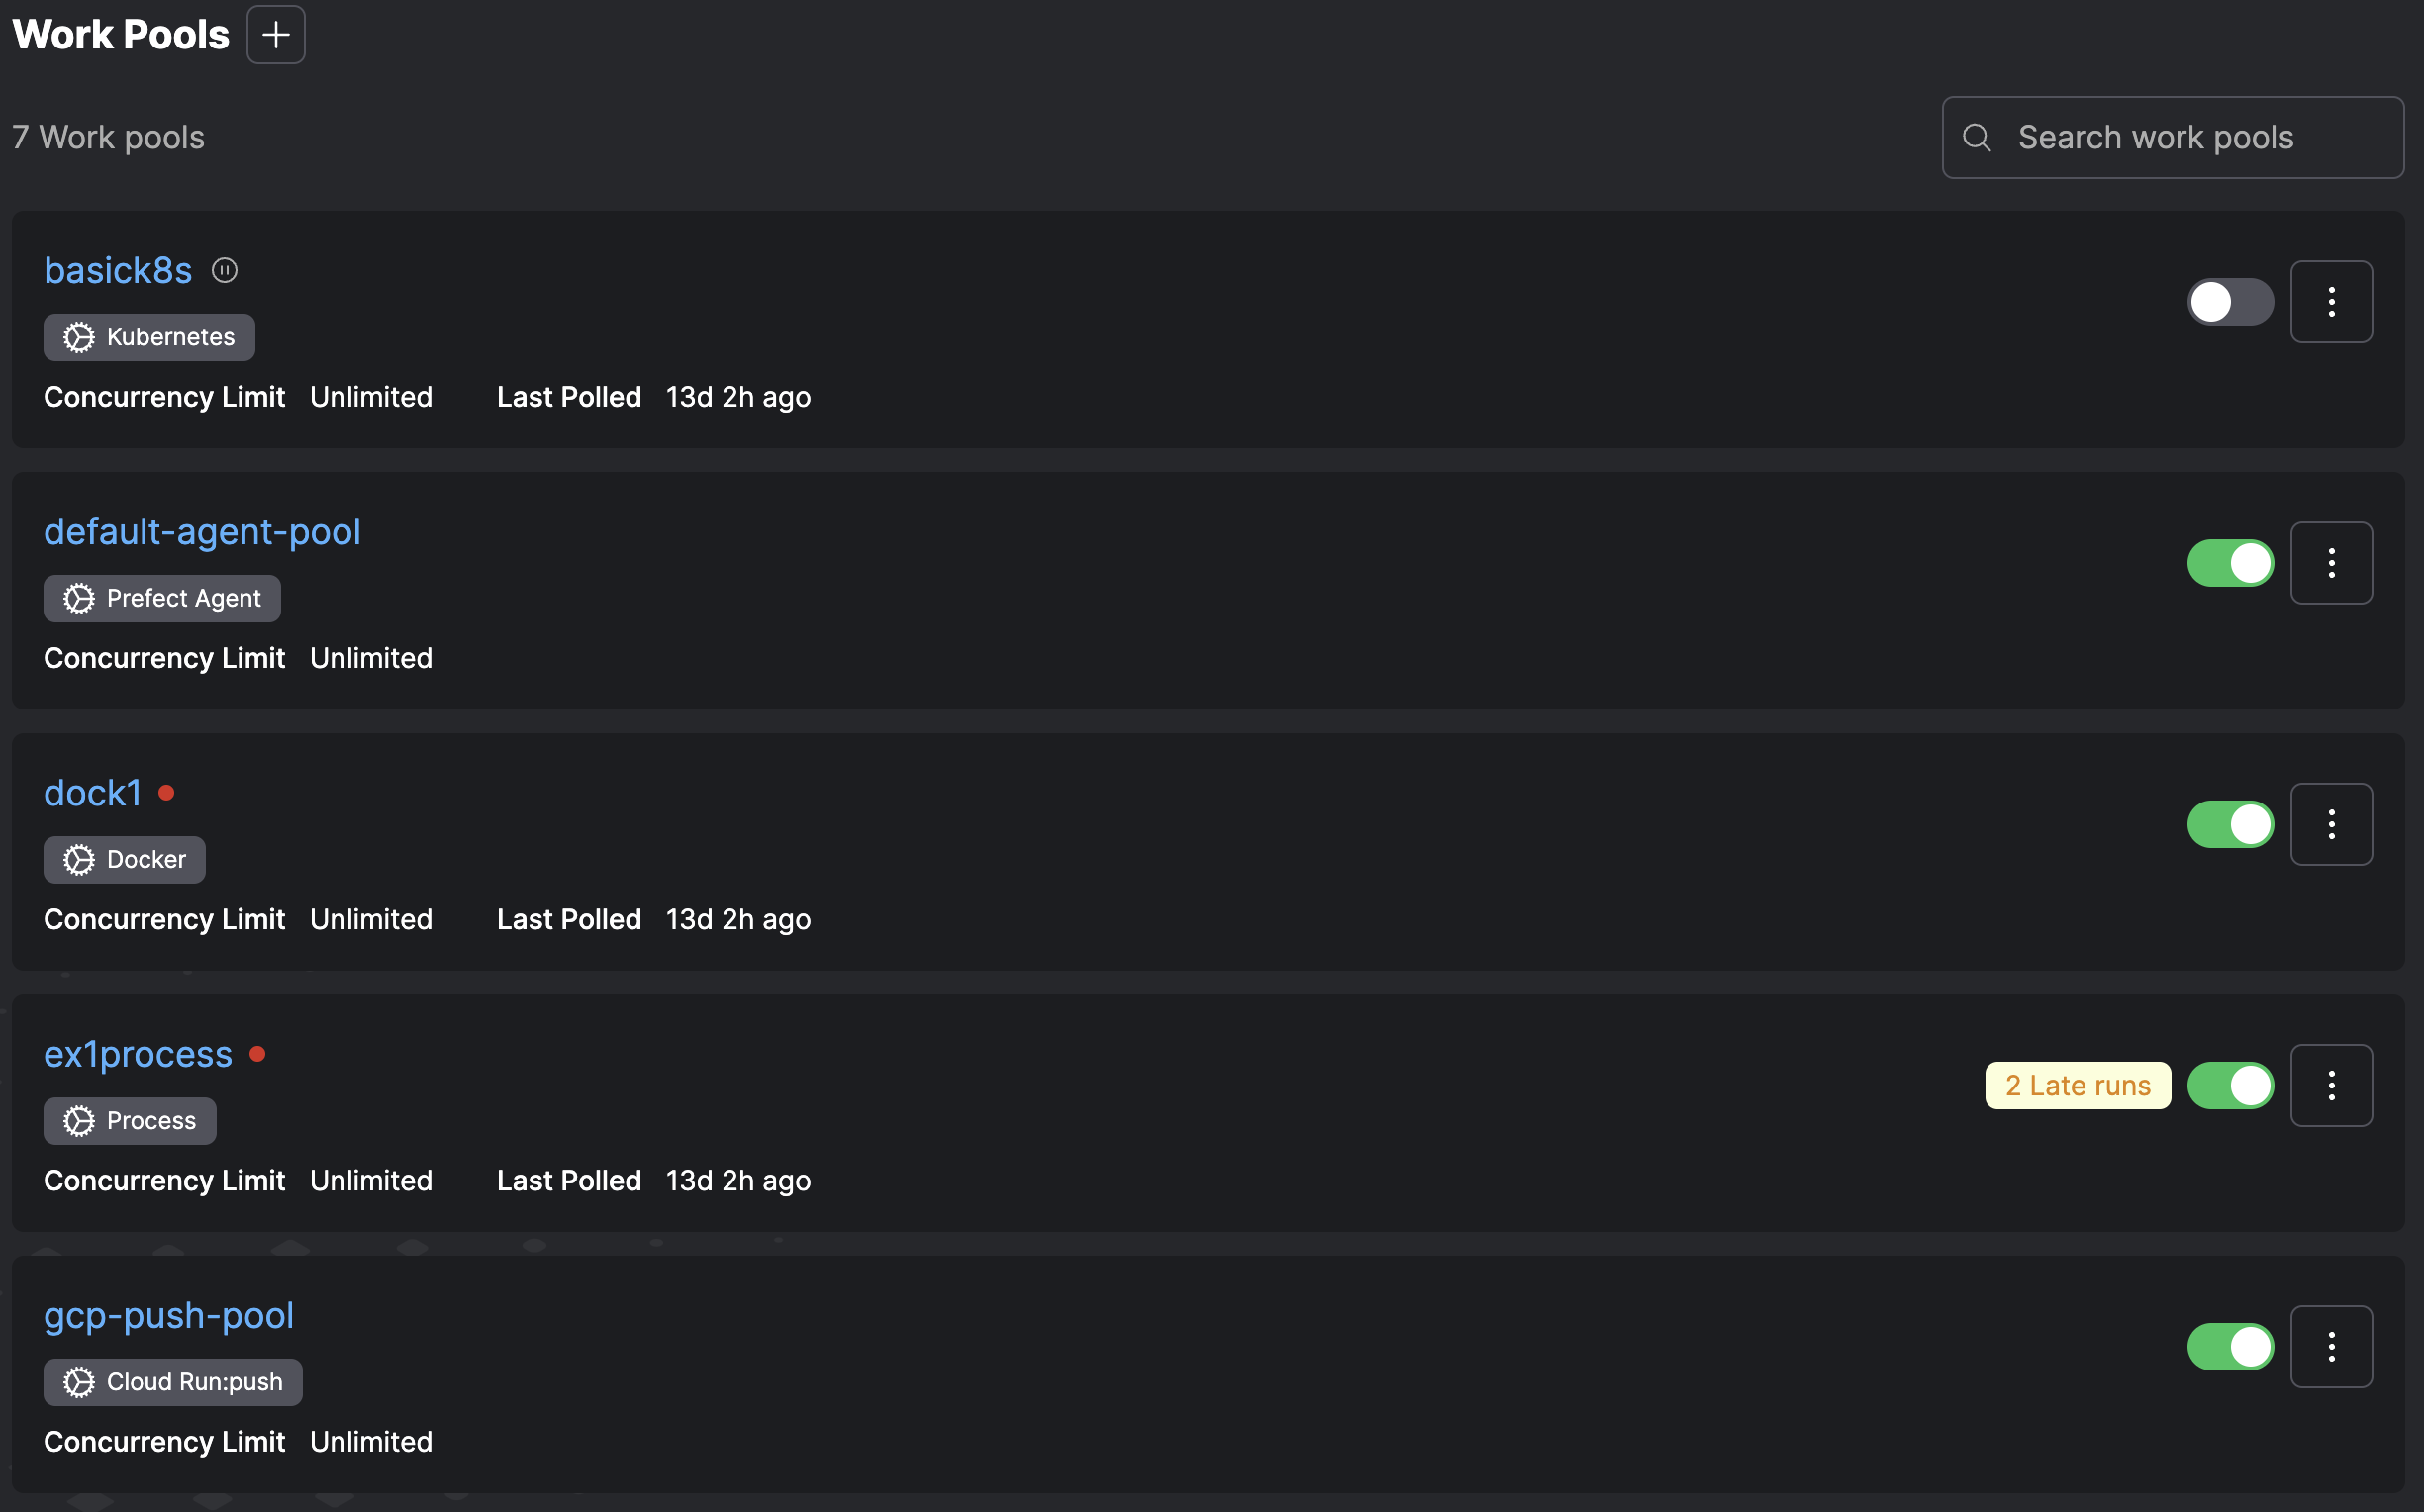 Work Pools
7 Work pools
Search work pools
basick8s
Kubernetes
Concurrency Limit Unlimited Last Polled 13d 2h ago
default-agent-pool
Prefect Agent
Concurrency Limit Unlimited
dock1
Docker
Concurrency Limit Unlimited Last Polled 13d 2h ago
ex1process
2 Late runs
Process
Concurrency Limit Unlimited Last Polled 13d 2h ago
gcp-push-pool
Cloud Run:push
Concurrency Limit Unlimited